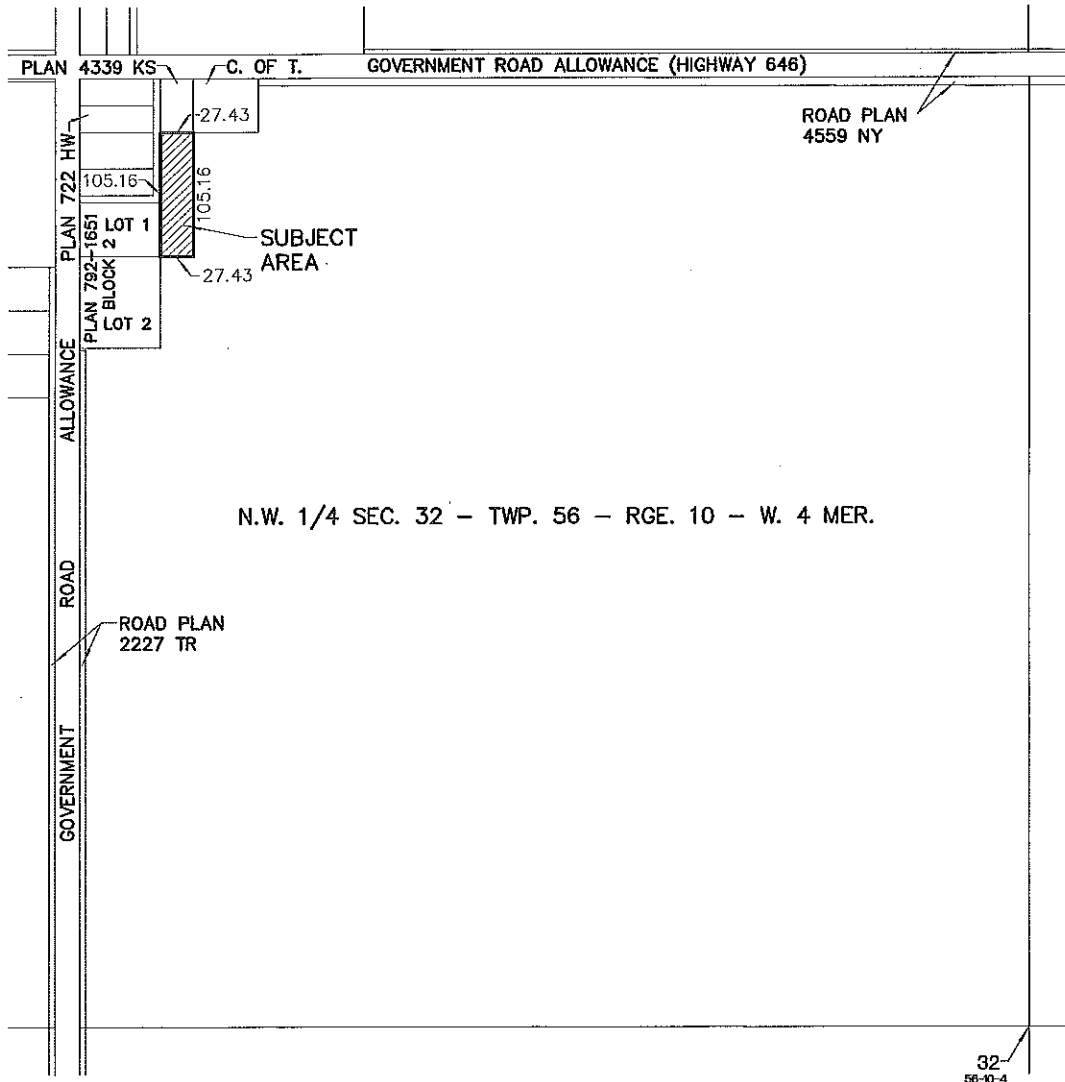 PLAN 4339 KS
C. OF T.
GOVERNMENT ROAD ALLOWANCE (HIGHWAY 646)
27.43
ROAD PLAN
4559 NY
PLAN 722 HW
105.16
105.16
PLAN 792-1651
BLOCK 2
LOT 1
SUBJECT
AREA
27.43
LOT 2
N.W. 1/4 SEC. 32 – TWP. 56 – RGE. 10 – W. 4 MER.
ROAD PLAN
2227 TR
GOVERNMENT ROAD ALLOWANCE
32
56-10-4